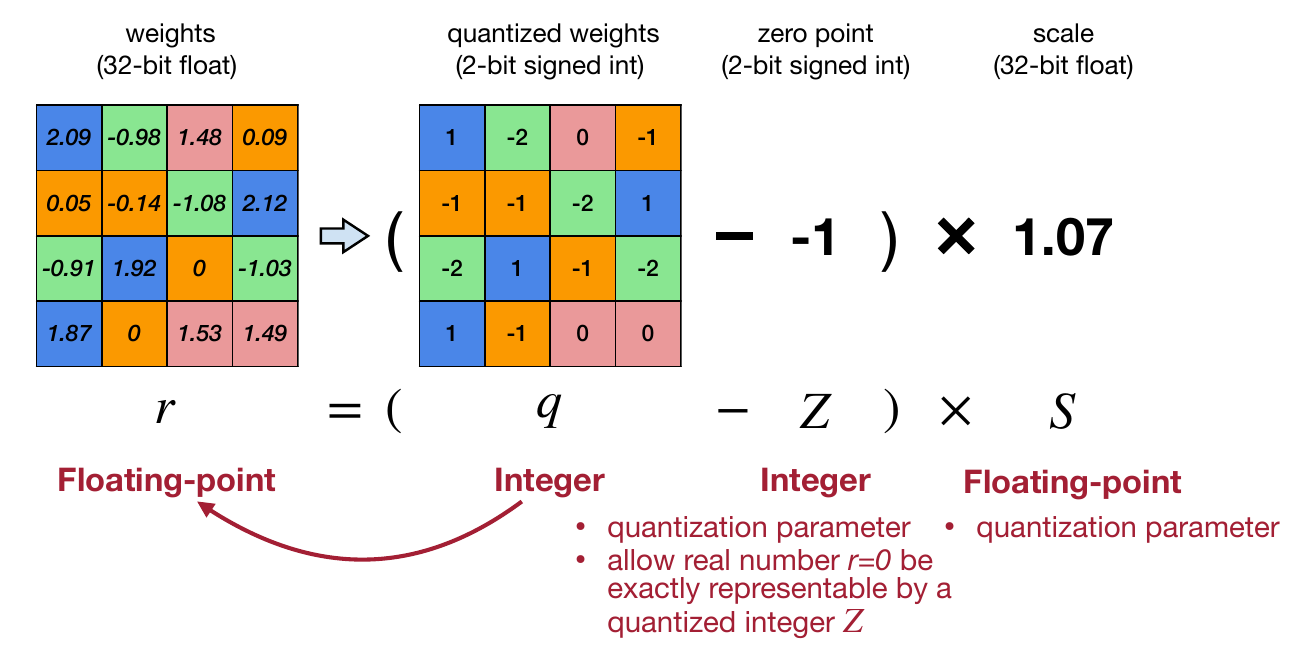 weights quantized weights zero point scale
(32-bit float) (2-bit signed int) (2-bit signed int) (32-bit float)
2.09 -0.98 1.48 0.09 1 -2 0 -1
0.05 -0.14 -1.08 2.12 ( -1 -1 -2 1 − -1 ) × 1.07
-0.91 1.92 0 -1.03 -2 1 -1 -2
1.87 0 1.53 1.49 1 -1 0 0
r = ( q − Z ) × S
Floating-point Integer Integer Floating-point
• quantization parameter • quantization parameter
• allow real number r=0 be
exactly representable by a
quantized integer Z